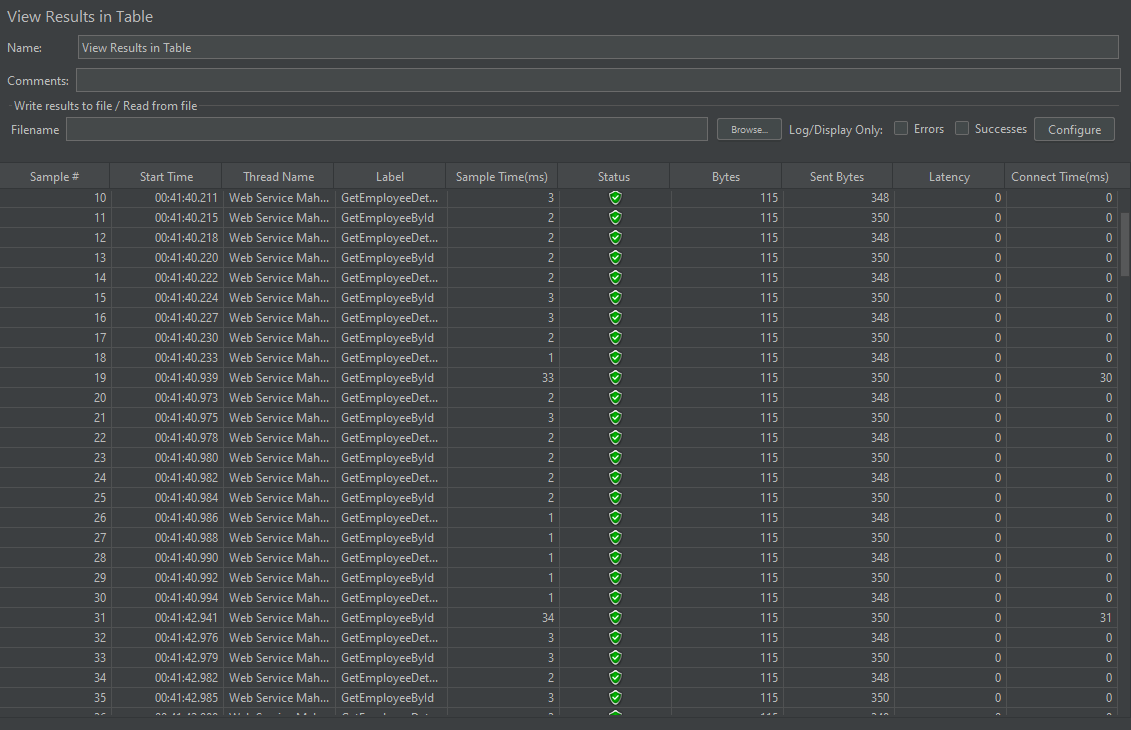 View Results in Table
Name: View Results in Table
Comments:
Write results to file / Read from file
Filename Browse... Log/Display Only: Errors Successes Configure
Sample # Start Time Thread Name Label Sample Time(ms) Status Bytes Sent Bytes Latency Connect Time(ms)
10 00:41:40.211 Web Service Mah... GetEmployeeDet... 3 115 348 0 0
11 00:41:40.215 Web Service Mah... GetEmployeeById 2 115 350 0 0
12 00:41:40.218 Web Service Mah... GetEmployeeDet... 2 115 348 0 0
13 00:41:40.220 Web Service Mah... GetEmployeeById 2 115 350 0 0
14 00:41:40.222 Web Service Mah... GetEmployeeDet... 2 115 348 0 0
15 00:41:40.224 Web Service Mah... GetEmployeeById 3 115 350 0 0
16 00:41:40.227 Web Service Mah... GetEmployeeDet... 3 115 348 0 0
17 00:41:40.230 Web Service Mah... GetEmployeeById 2 115 350 0 0
18 00:41:40.233 Web Service Mah... GetEmployeeDet... 1 115 348 0 0
19 00:41:40.939 Web Service Mah... GetEmployeeById 33 115 350 0 30
20 00:41:40.973 Web Service Mah... GetEmployeeDet... 2 115 348 0 0
21 00:41:40.975 Web Service Mah... GetEmployeeById 3 115 350 0 0
22 00:41:40.978 Web Service Mah... GetEmployeeDet... 2 115 348 0 0
23 00:41:40.980 Web Service Mah... GetEmployeeById 2 115 350 0 0
24 00:41:40.982 Web Service Mah... GetEmployeeDet... 2 115 348 0 0
25 00:41:40.984 Web Service Mah... GetEmployeeById 2 115 350 0 0
26 00:41:40.986 Web Service Mah... GetEmployeeDet... 1 115 348 0 0
27 00:41:40.988 Web Service Mah... GetEmployeeById 1 115 350 0 0
28 00:41:40.990 Web Service Mah... GetEmployeeDet... 1 115 348 0 0
29 00:41:40.992 Web Service Mah... GetEmployeeById 1 115 350 0 0
30 00:41:40.994 Web Service Mah... GetEmployeeDet... 1 115 348 0 0
31 00:41:42.941 Web Service Mah... GetEmployeeById 34 115 350 0 31
32 00:41:42.976 Web Service Mah... GetEmployeeDet... 3 115 348 0 0
33 00:41:42.979 Web Service Mah... GetEmployeeById 3 115 350 0 0
34 00:41:42.982 Web Service Mah... GetEmployeeDet... 2 115 348 0 0
35 00:41:42.985 Web Service Mah... GetEmployeeById 3 115 350 0 0